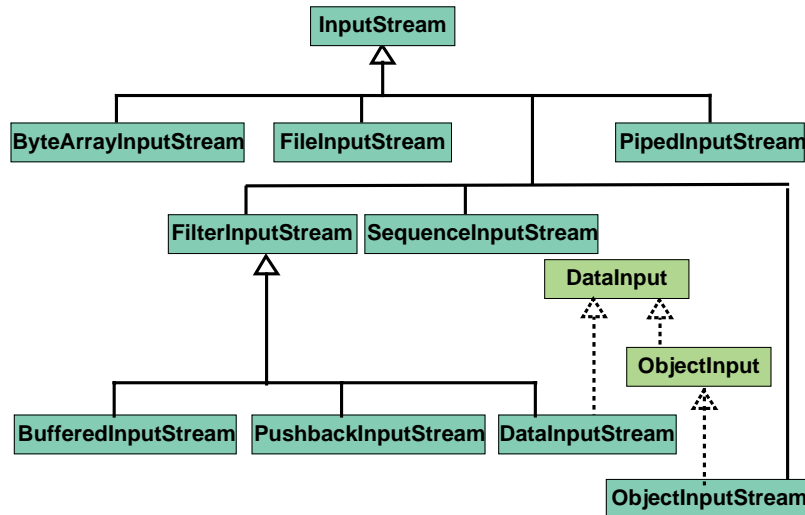 InputStream
ByteArrayInputStream
FileInputStream
PipedInputStream
FilterInputStream
SequenceInputStream
DataInput
ObjectInput
BufferedInputStream
PushbackInputStream
DataInputStream
ObjectInputStream